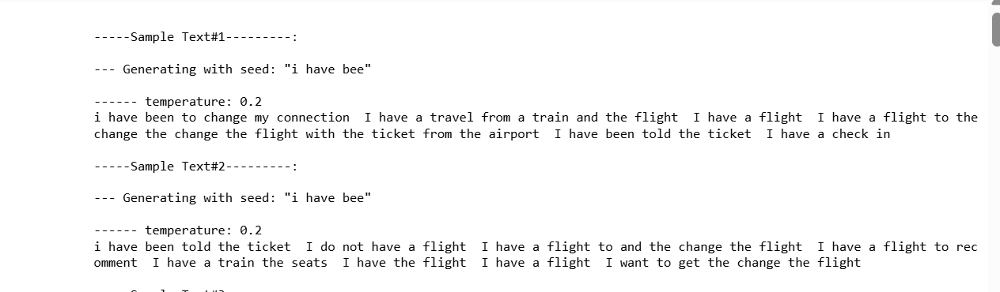 -----Sample Text#1---------:
--- Generating with seed: "i have bee"
------ temperature: 0.2
i have been to change my connection  I have a travel from a train and the flight  I have a flight  I have a flight to the
change the change the flight with the ticket from the airport  I have been told the ticket  I have a check in
-----Sample Text#2---------:
--- Generating with seed: "i have bee"
------ temperature: 0.2
i have been told the ticket  I do not have a flight  I have a flight to and the change the flight  I have a flight to rec
omment  I have a train the seats  I have the flight  I have a flight  I want to get the change the flight